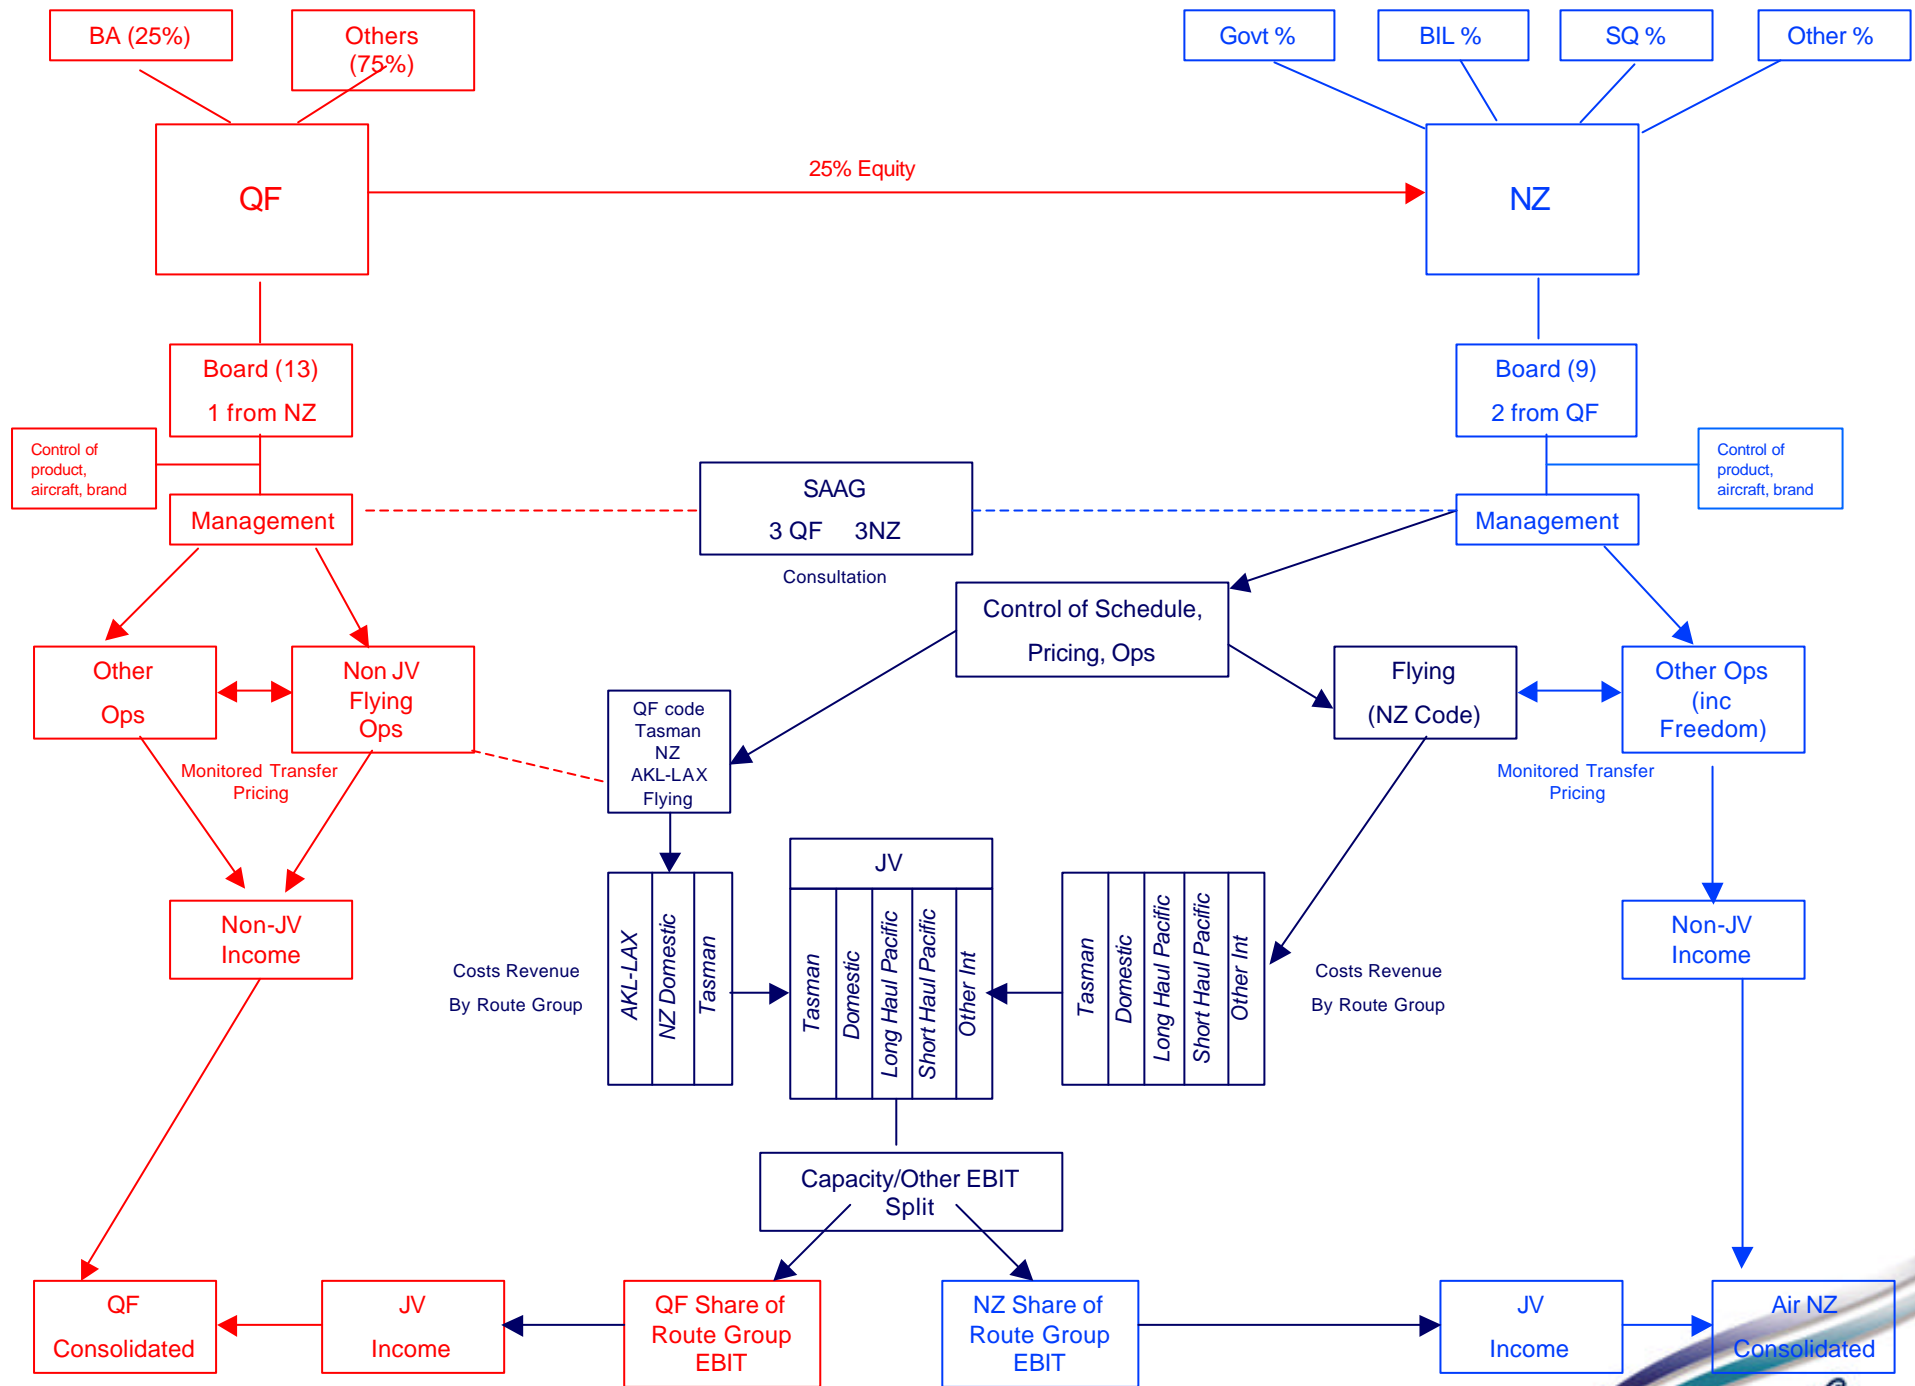 BA (25%)
Others
(75%)
Govt %
BIL %
SQ %
Other %
QF
25% Equity
NZ
Board (13)
1 from NZ
Board (9)
2 from QF
Control of
product,
aircraft, brand
Control of
product,
aircraft, brand
SAAG
3 QF 3NZ
Consultation
Management
Management
Control of Schedule,
Pricing, Ops
Other
Ops
Non JV
Flying
Ops
QF code
Tasman
NZ
AKL-LAX
Flying
Flying
(NZ Code)
Other Ops
(inc
Freedom)
Monitored Transfer
Pricing
Monitored Transfer
Pricing
Non-JV
Income
Costs Revenue
By Route Group
AKL-LAX
NZ Domestic
Tasman
JV
Tasman
Domestic
Long Haul Pacific
Short Haul Pacific
Other Int
Tasman
Domestic
Long Haul Pacific
Short Haul Pacific
Other Int
Costs Revenue
By Route Group
Non-JV
Income
Capacity/Other EBIT
Split
QF
Consolidated
JV
Income
QF Share of
Route Group
EBIT
NZ Share of
Route Group
EBIT
JV
Income
Air NZ
Consolidated